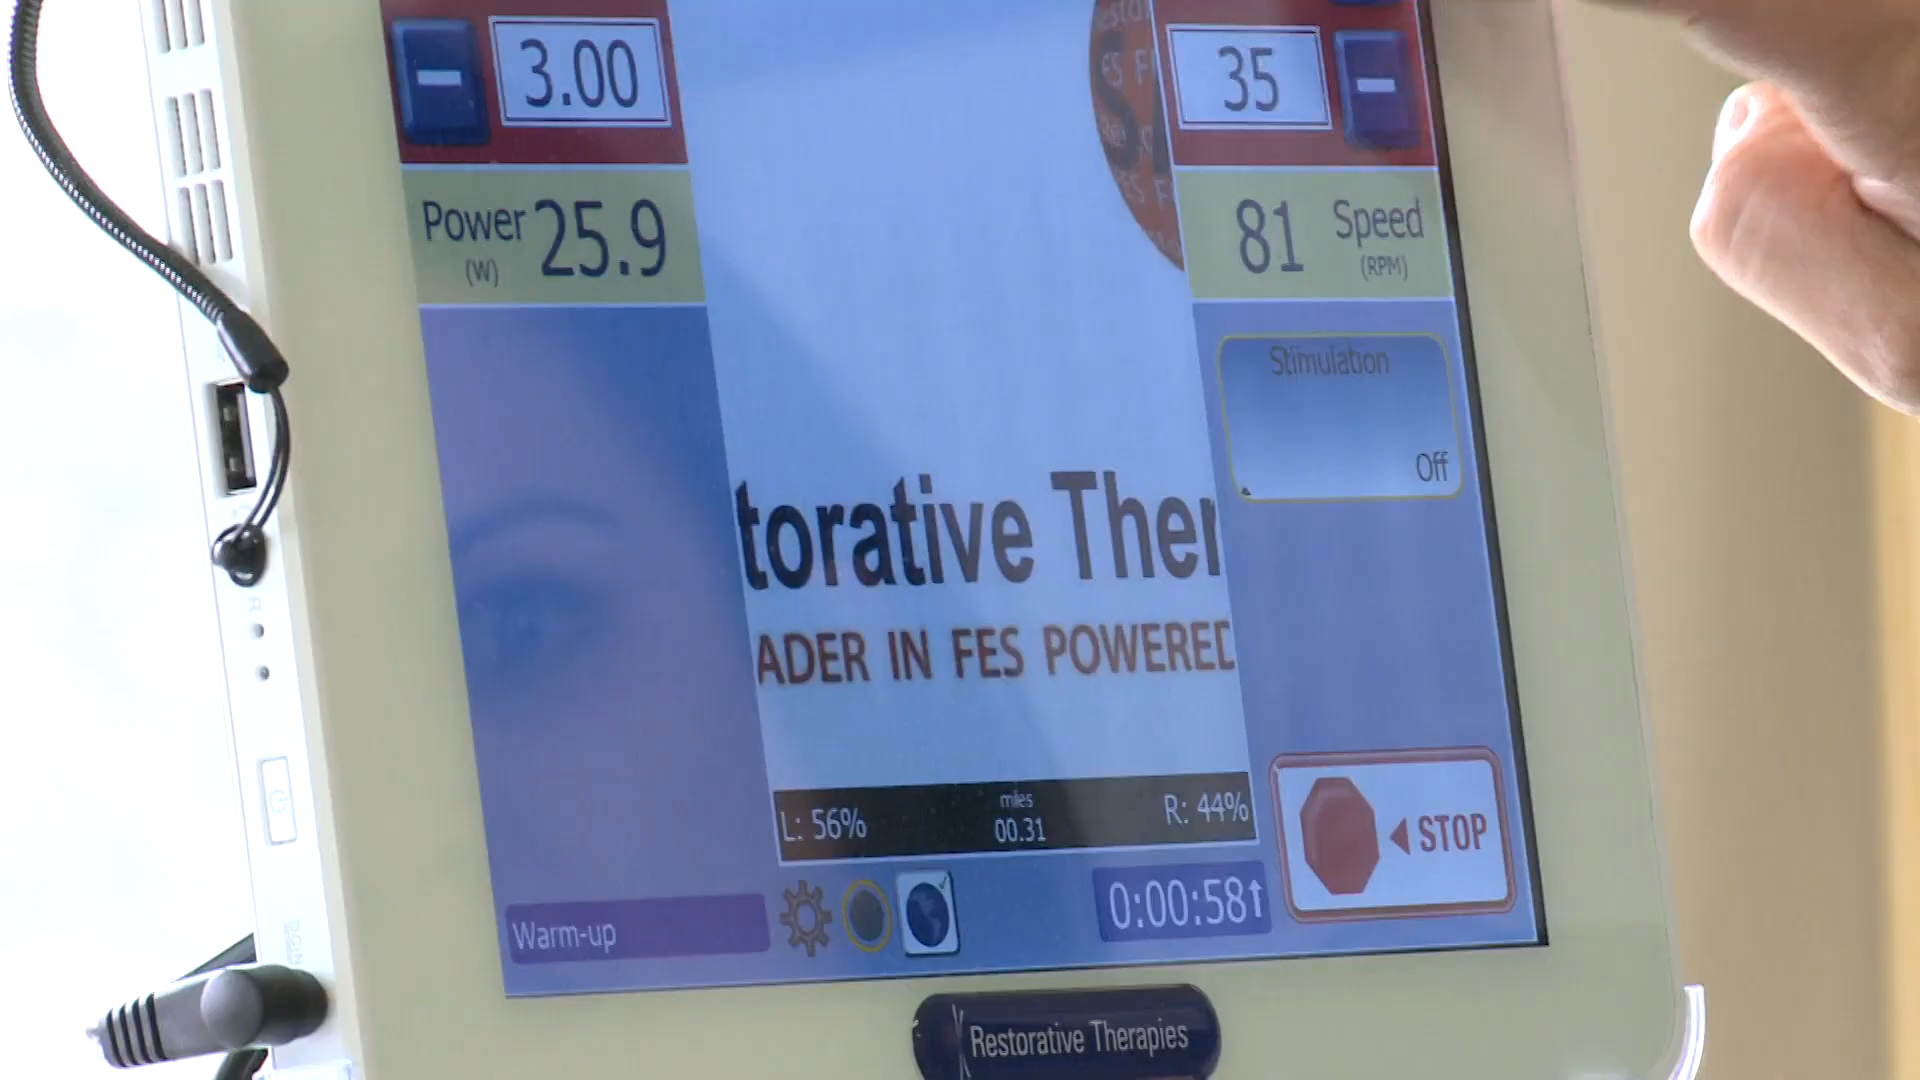 3.00
35
Power
(W)
25.9
81
Speed
(RPM)
Stimulation
Off
torative Ther
ADER IN FES POWERED
L: 56%
miles
00.31
R: 44%
STOP
Warm-up
0:00:58
Restorative Therapies